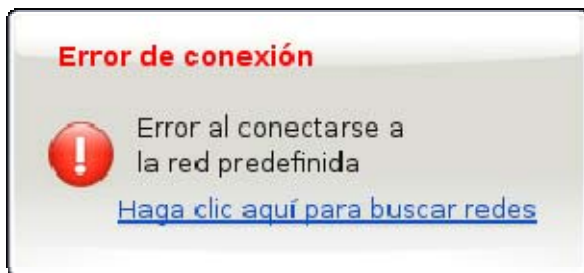 Error de conexión
Error al conectarse a
la red predefinida
Haga clic aquí para buscar redes